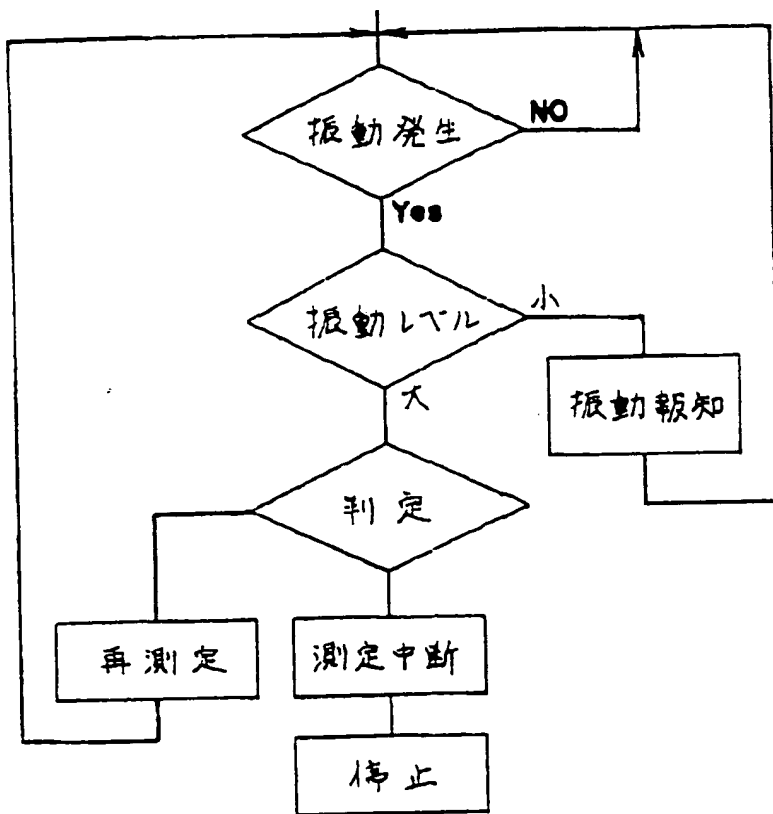 振動発生
NO
Yes
振動レベル
小
大
振動報知
判定
再測定
測定中断
停止